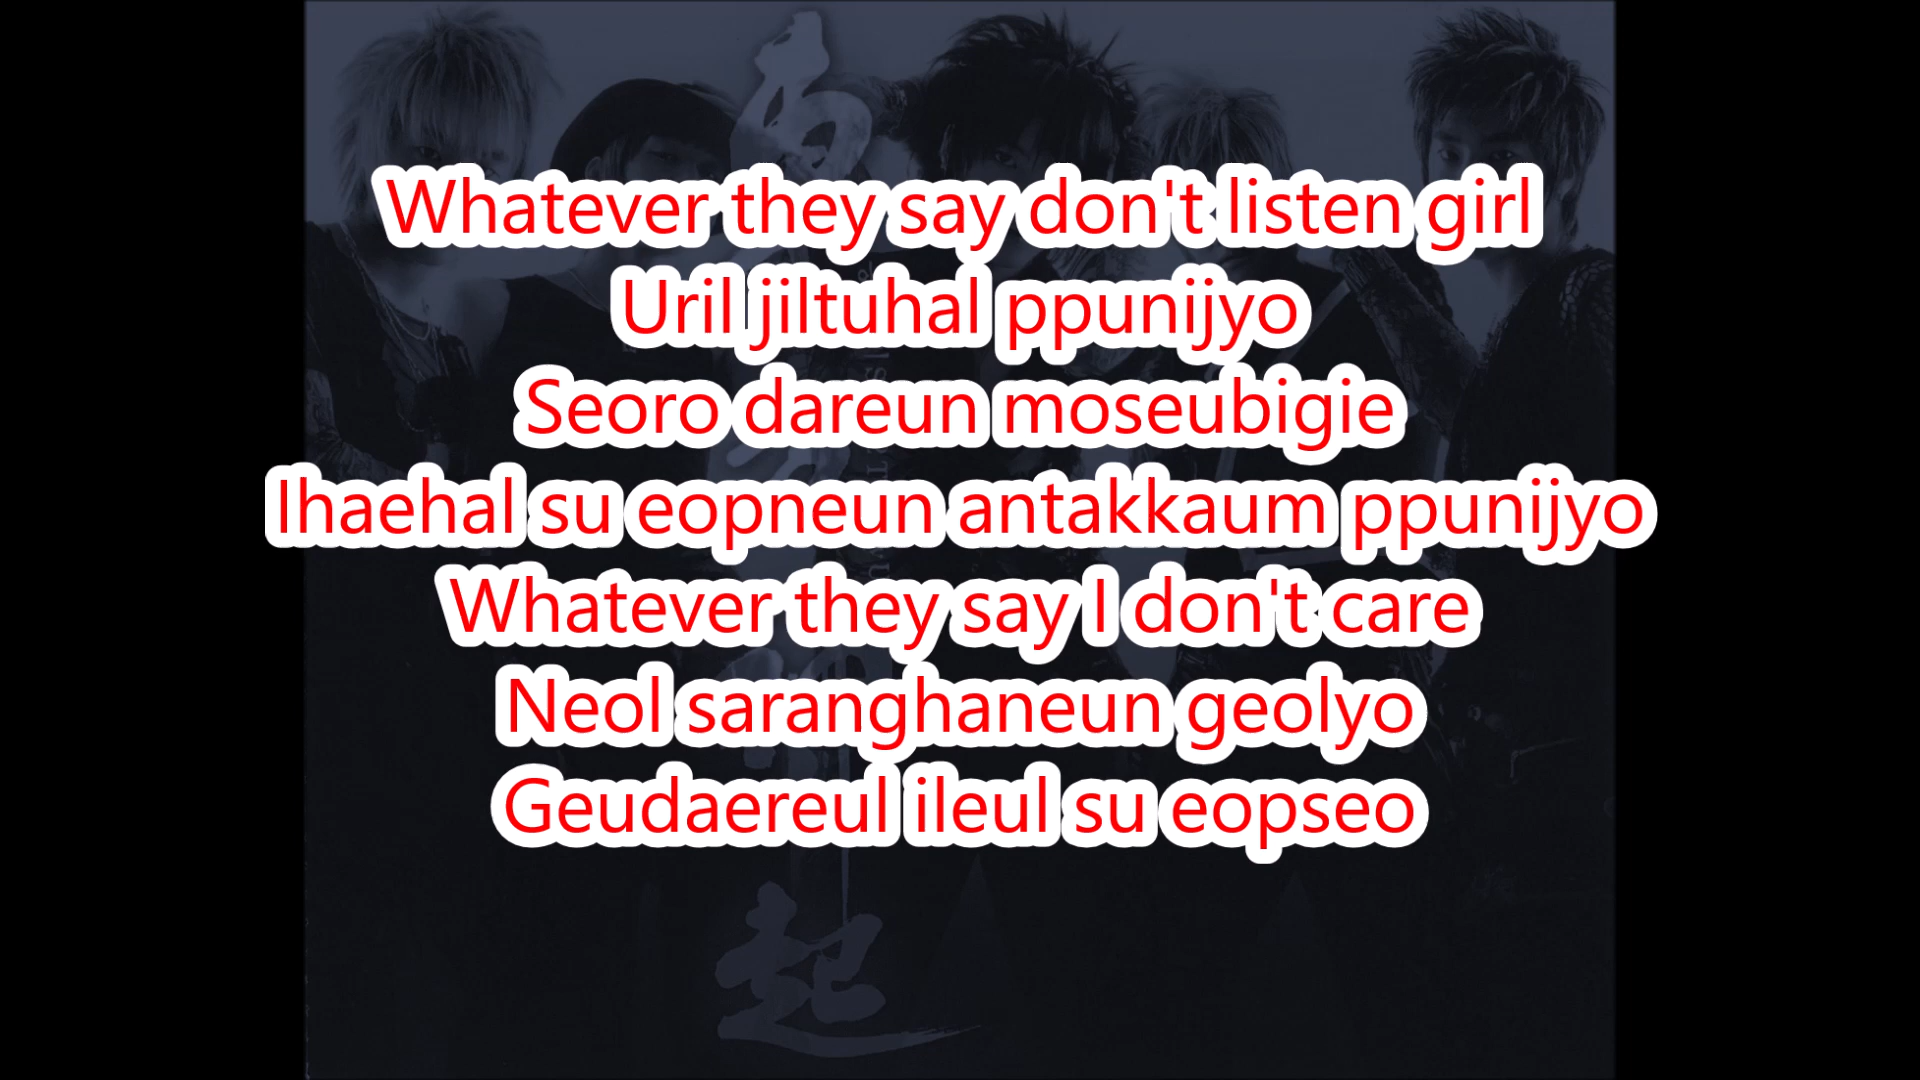 Whatever they say don't listen girl
Uril jiltuhal ppunijyo
Seoro dareun moseubigie
Ihaehal su eopneun antakkaum ppunijyo
Whatever they say I don't care
Neol saranghaneun geolyo
Geudaereul ileul su eopseo
起